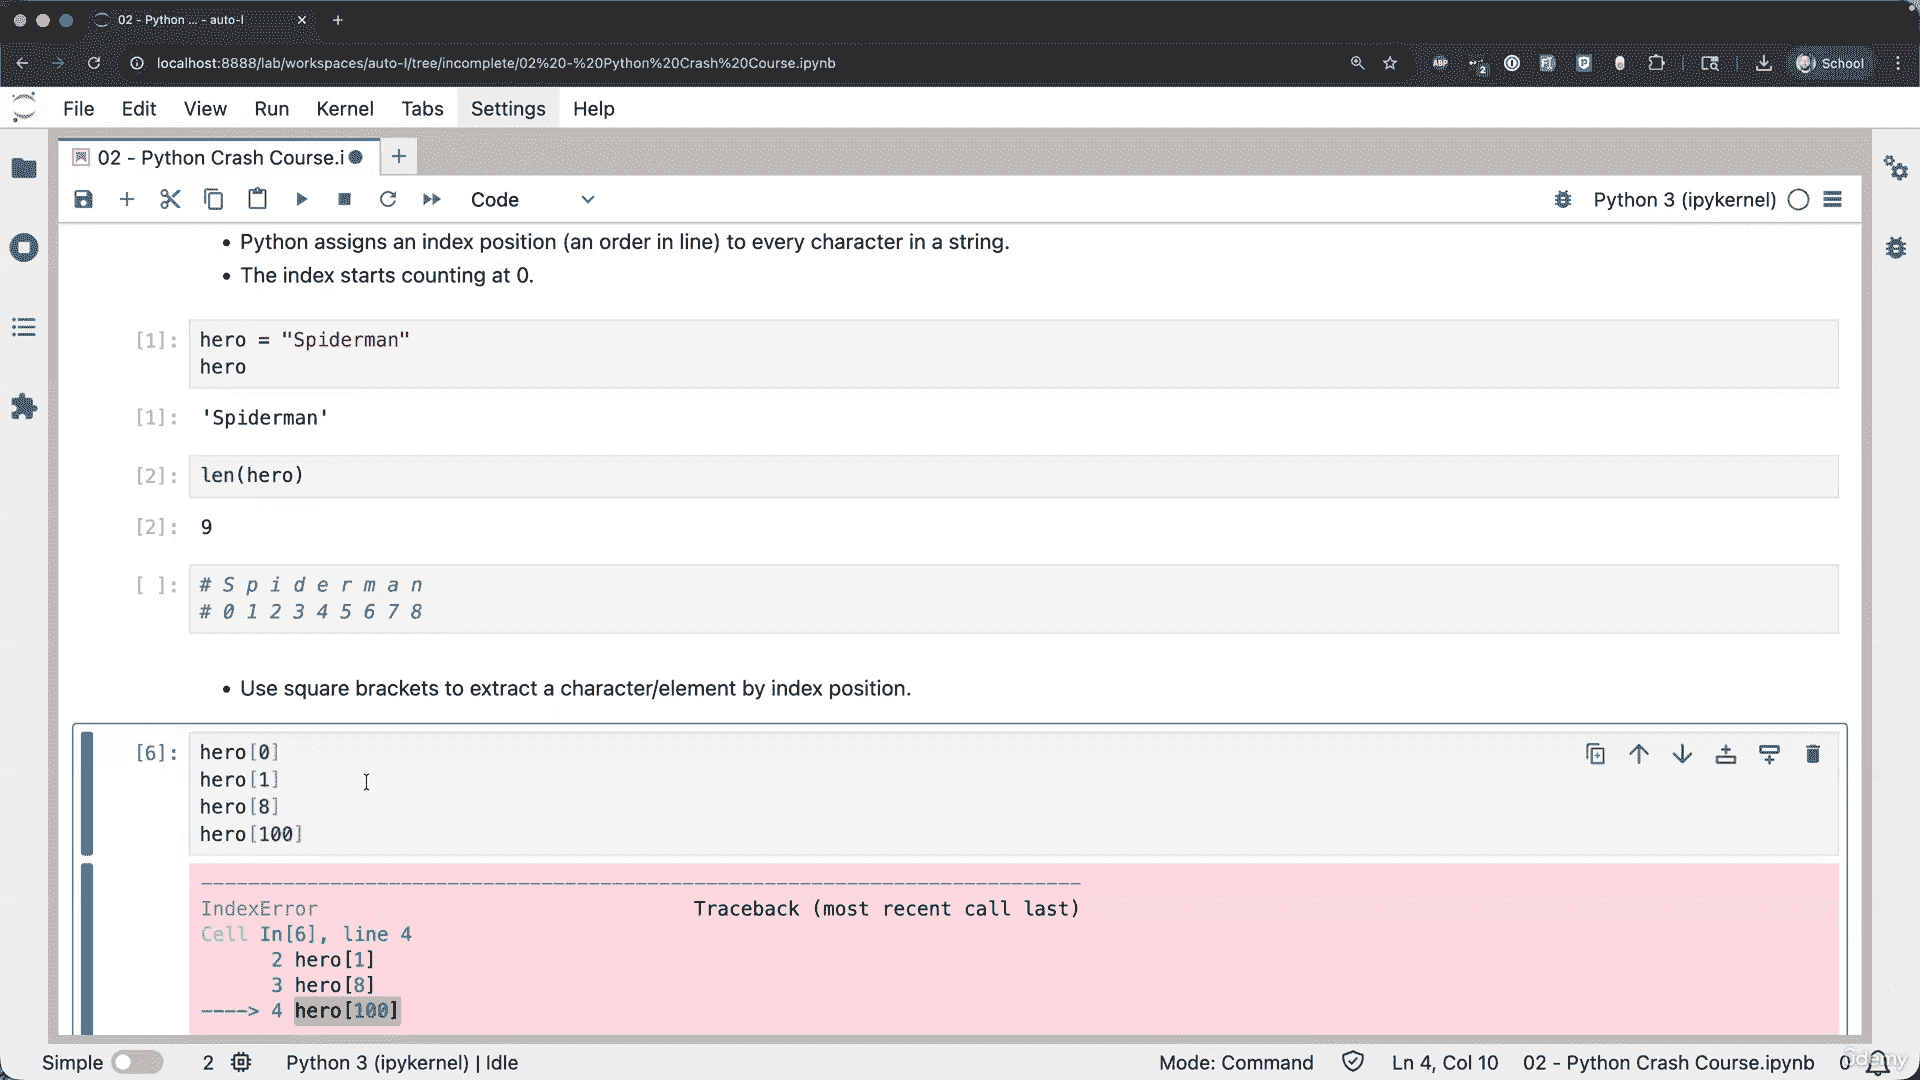 02 - Python ... - auto-l
localhost:8888/lab/workspaces/auto-l/tree/incomplete/02%20-%20Python%20Crash%20Course.ipynb
ABP
2
School
File Edit View Run Kernel Tabs Settings Help
02 - Python Crash Course.i
Code
Python 3 (ipykernel)
• Python assigns an index position (an order in line) to every character in a string.
• The index starts counting at 0.
[1]: hero = "Spiderman"
hero
[1]: 'Spiderman'
[2]: len(hero)
[2]: 9
[ ]: # S p i d e r m a n
# 0 1 2 3 4 5 6 7 8
• Use square brackets to extract a character/element by index position.
[6]: hero[0]
hero[1]
hero[8]
hero[100]
---------------------------------------------------------------------------
IndexError Traceback (most recent call last)
Cell In[6], line 4
2 hero[1]
3 hero[8]
----> 4 hero[100]
Simple 2 Python 3 (ipykernel) | Idle Mode: Command Ln 4, Col 10 02 - Python Crash Course.ipynb 0
udemy